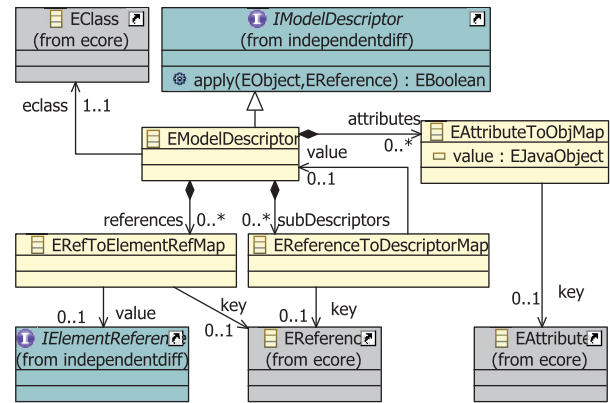 EClass
(from ecore)
IModelDescriptor
(from independentdiff)
apply(EObject,EReference) : EBoolean
eclass
1..1
attributes
EModelDescriptor
value
0..*
0..1
EAttributeToObjMap
value : EJavaObject
references
0..*
0..*
subDescriptors
ERefToElementRefMap
EReferenceToDescriptorMap
0..1
value
key
0..1
0..1
key
0..1
key
IElementReference
(from independentdiff)
EReference
(from ecore)
EAttribute
(from ecore)